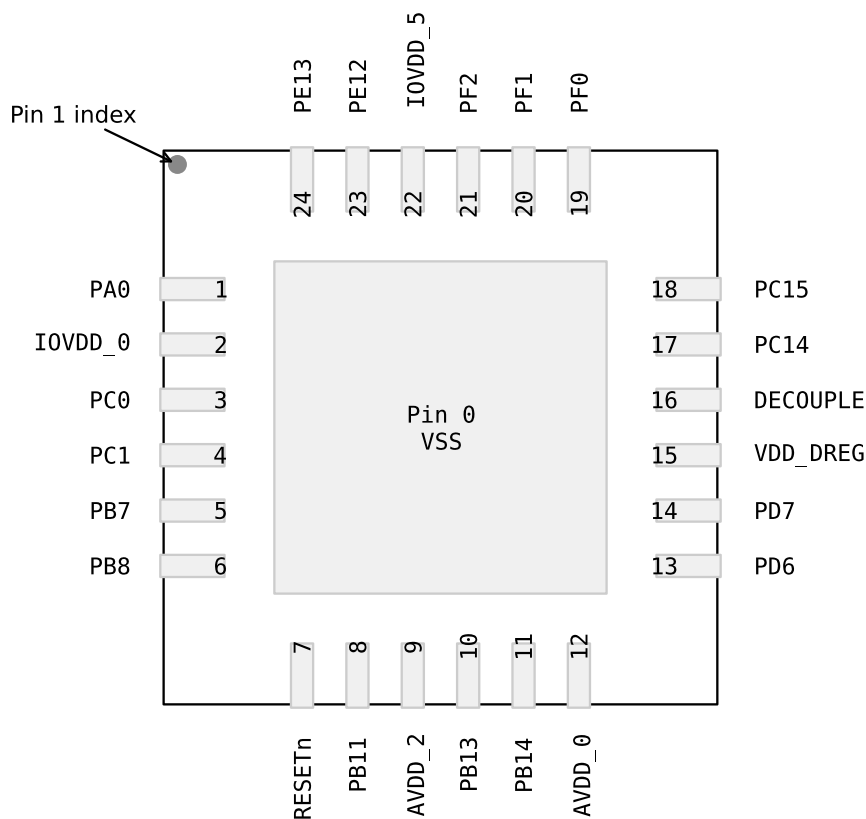 PE13
PE12
IOVDD_5
PF2
PF1
PF0
Pin 1 index
24
23
22
21
20
19
PA0 1
18 PC15
IOVDD_0 2
17 PC14
PC0 3
16 DECOUPLE
Pin 0
VSS
PC1 4
15 VDD_DREG
PB7 5
14 PD7
PB8 6
13 PD6
7
8
9
10
11
12
RESETn
PB11
AVDD_2
PB13
PB14
AVDD_0